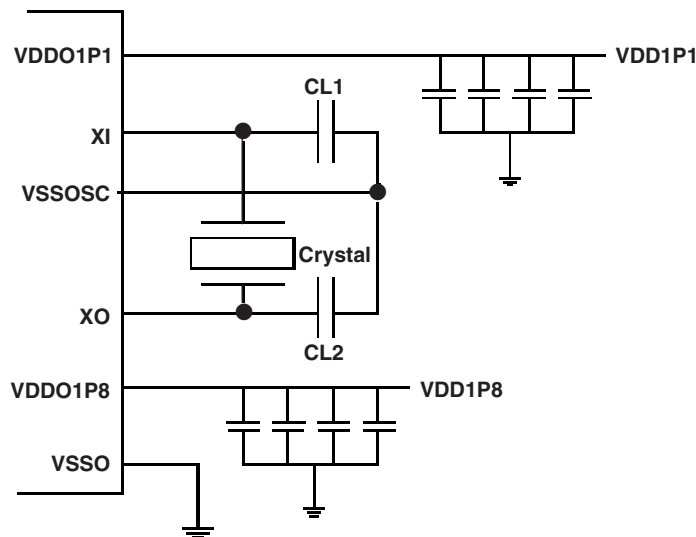 VDDO1P1
VDD1P1
CL1
XI
VSSOSC
Crystal
XO
CL2
VDDO1P8
VDD1P8
VSSO